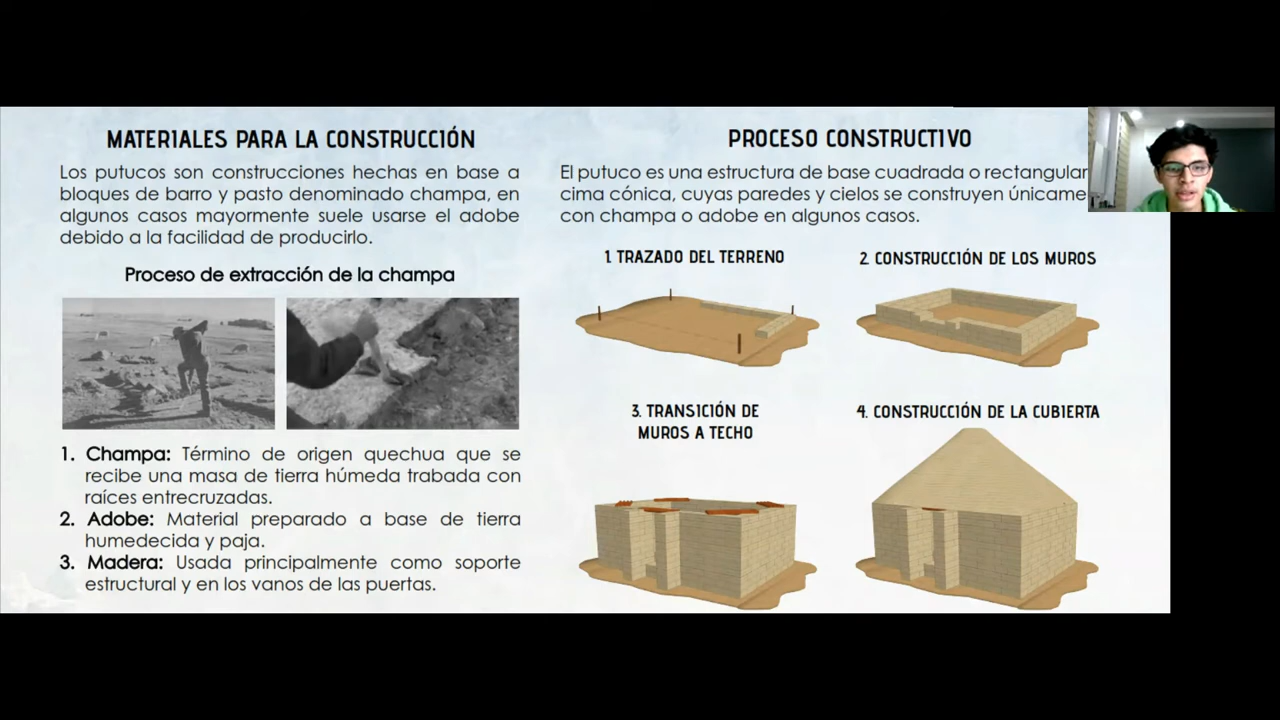 MATERIALES PARA LA CONSTRUCCIÓN
Los putucos son construcciones hechas en base a
bloques de barro y pasto denominado champa, en
algunos casos mayormente suele usarse el adobe
debido a la facilidad de producirlo.
Proceso de extracción de la champa
1. Champa: Término de origen quechua que se
recibe una masa de tierra húmeda trabada con
raíces entrecruzadas.
2. Adobe: Material preparado a base de tierra
humedecida y paja.
3. Madera: Usada principalmente como soporte
estructural y en los vanos de las puertas.
PROCESO CONSTRUCTIVO
El putuco es una estructura de base cuadrada o rectangular
cima cónica, cuyas paredes y cielos se construyen únicame
con champa o adobe en algunos casos.
1. TRAZADO DEL TERRENO
2. CONSTRUCCIÓN DE LOS MUROS
3. TRANSICIÓN DE
MUROS A TECHO
4. CONSTRUCCIÓN DE LA CUBIERTA